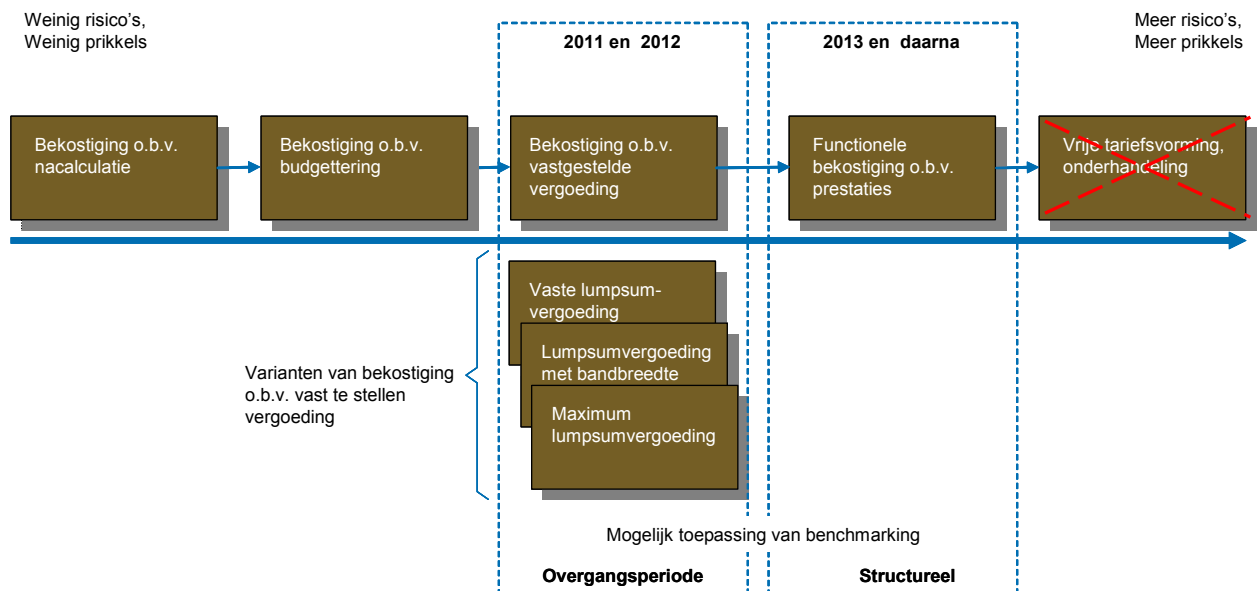 Weinig risico’s,
Weinig prikkels
2011 en 2012
2013 en daarna
Meer risico’s,
Meer prikkels
Bekostiging o.b.v.
nacalculatie
Bekostiging o.b.v.
budgettering
Bekostiging o.b.v.
vastgestelde
vergoeding
Functionele
bekostiging o.b.v.
prestaties
Vrije tariefsvorming,
onderhandeling
Vaste lumpsum-
vergoeding
Lumpsumvergoeding
met bandbreedte
Maximum
lumpsumvergoeding
Varianten van bekostiging
o.b.v. vast te stellen
vergoeding
Mogelijk toepassing van benchmarking
Overgangsperiode
Structureel